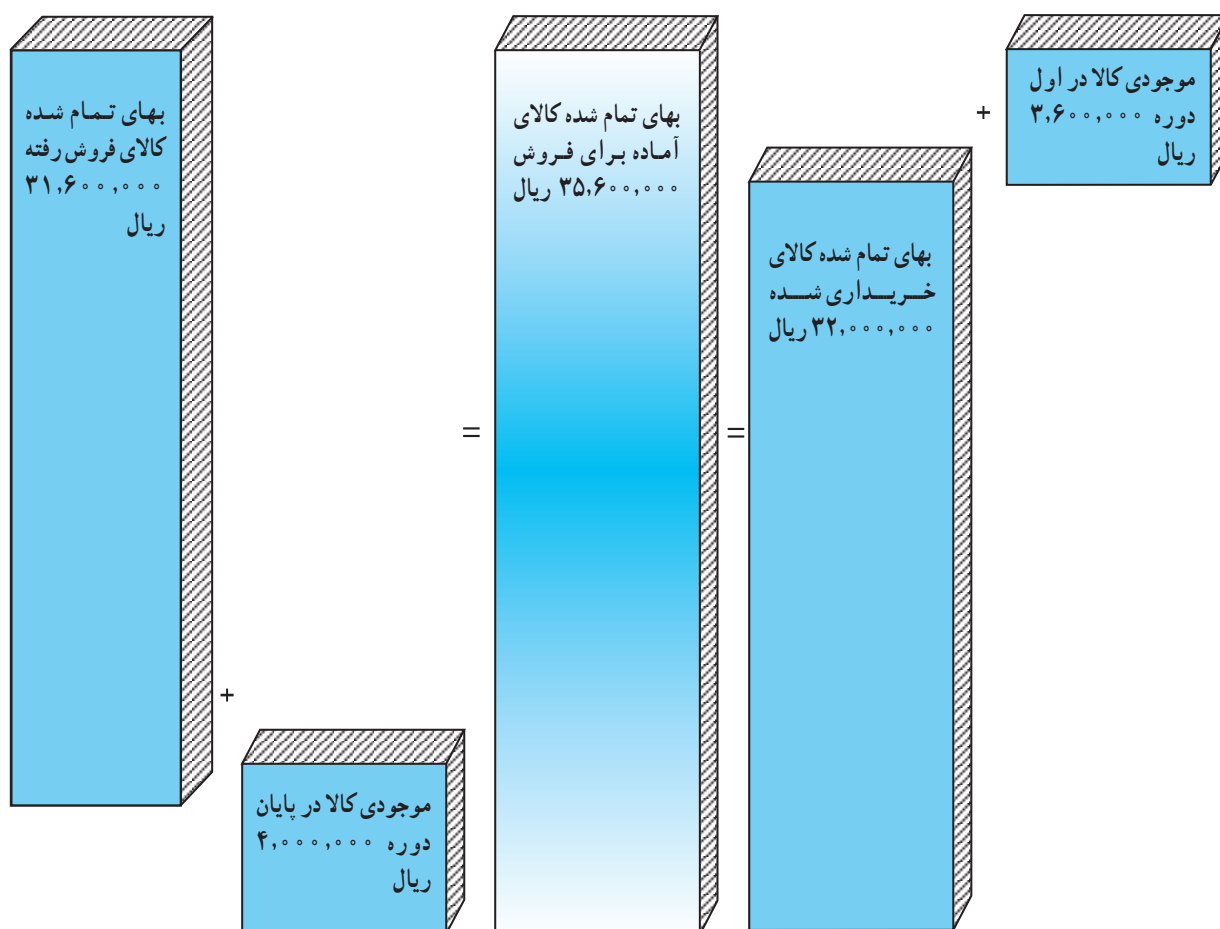 موجودی کالا در اول
دوره ۳,۶۰۰,۰۰۰
ریال
+
بهای تمام شده کالای
خریداری شده
۳۲,۰۰۰,۰۰۰ ریال
=
بهای تمام شده کالای
آماده برای فروش
۳۵,۶۰۰,۰۰۰ ریال
=
موجودی کالا در پایان
دوره ۴,۰۰۰,۰۰۰
ریال
+
بهای تمام شده
کالای فروش رفته
۳۱,۶۰۰,۰۰۰
ریال